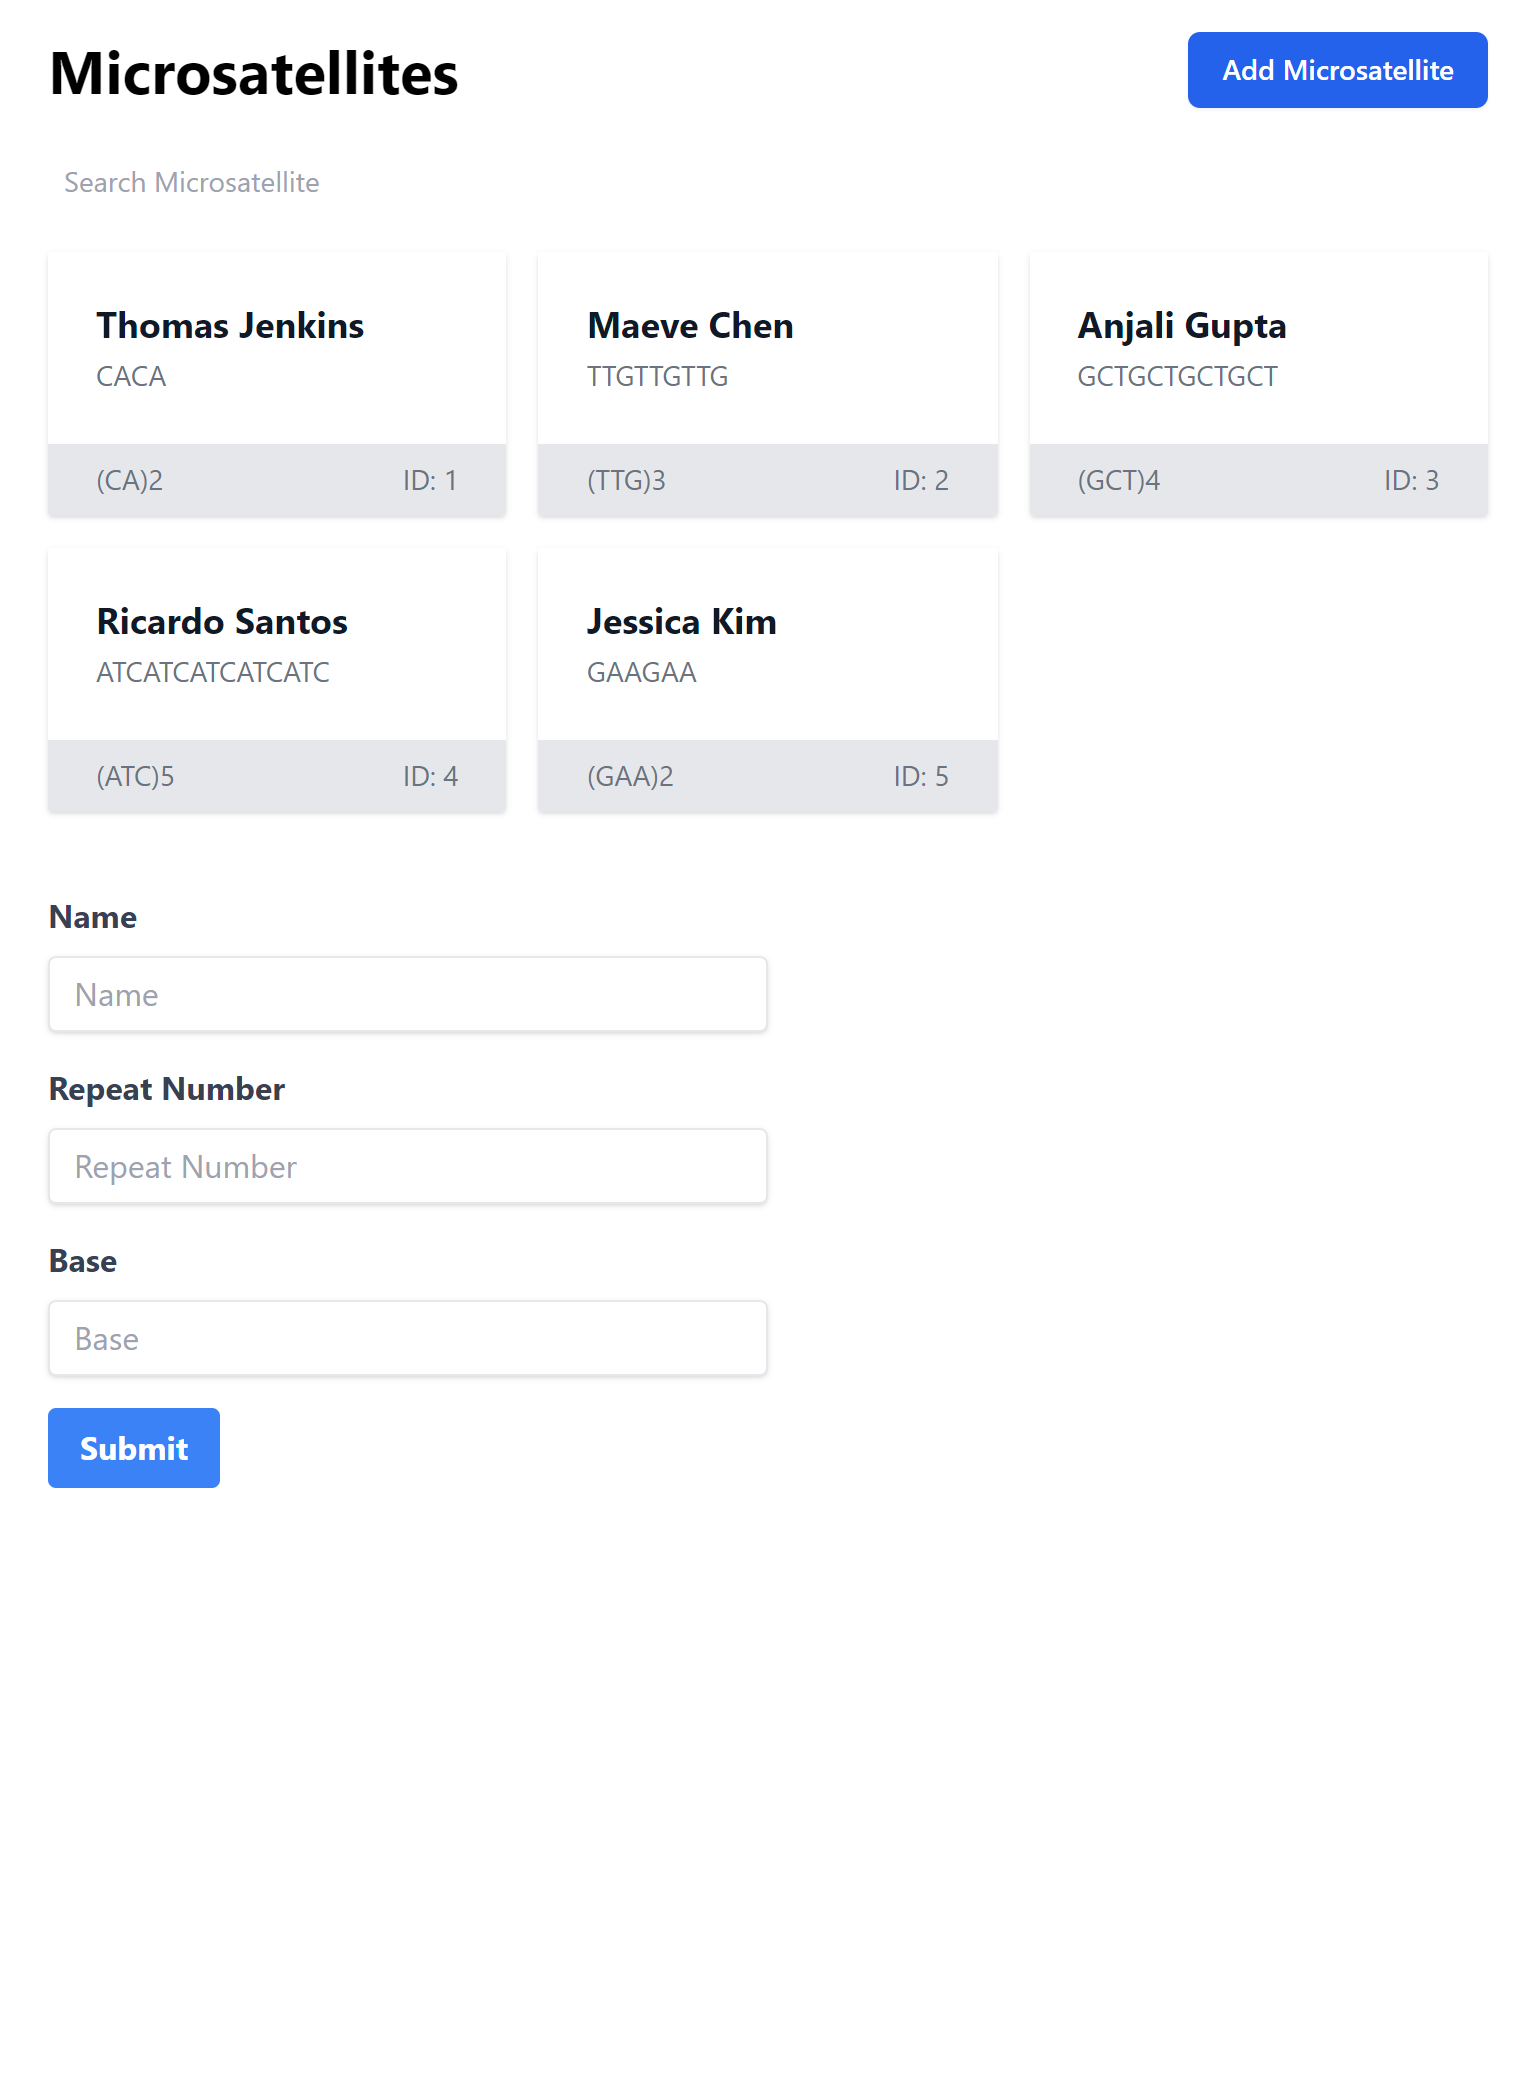 Microsatellites
Add Microsatellite
Search Microsatellite
Thomas Jenkins
CACA
(CA)2
ID: 1
Maeve Chen
TTGTTGTTG
(TTG)3
ID: 2
Anjali Gupta
GCTGCTGCTGCT
(GCT)4
ID: 3
Ricardo Santos
ATCATCATCATCATC
(ATC)5
ID: 4
Jessica Kim
GAAGAA
(GAA)2
ID: 5
Name
Name
Repeat Number
Repeat Number
Base
Base
Submit